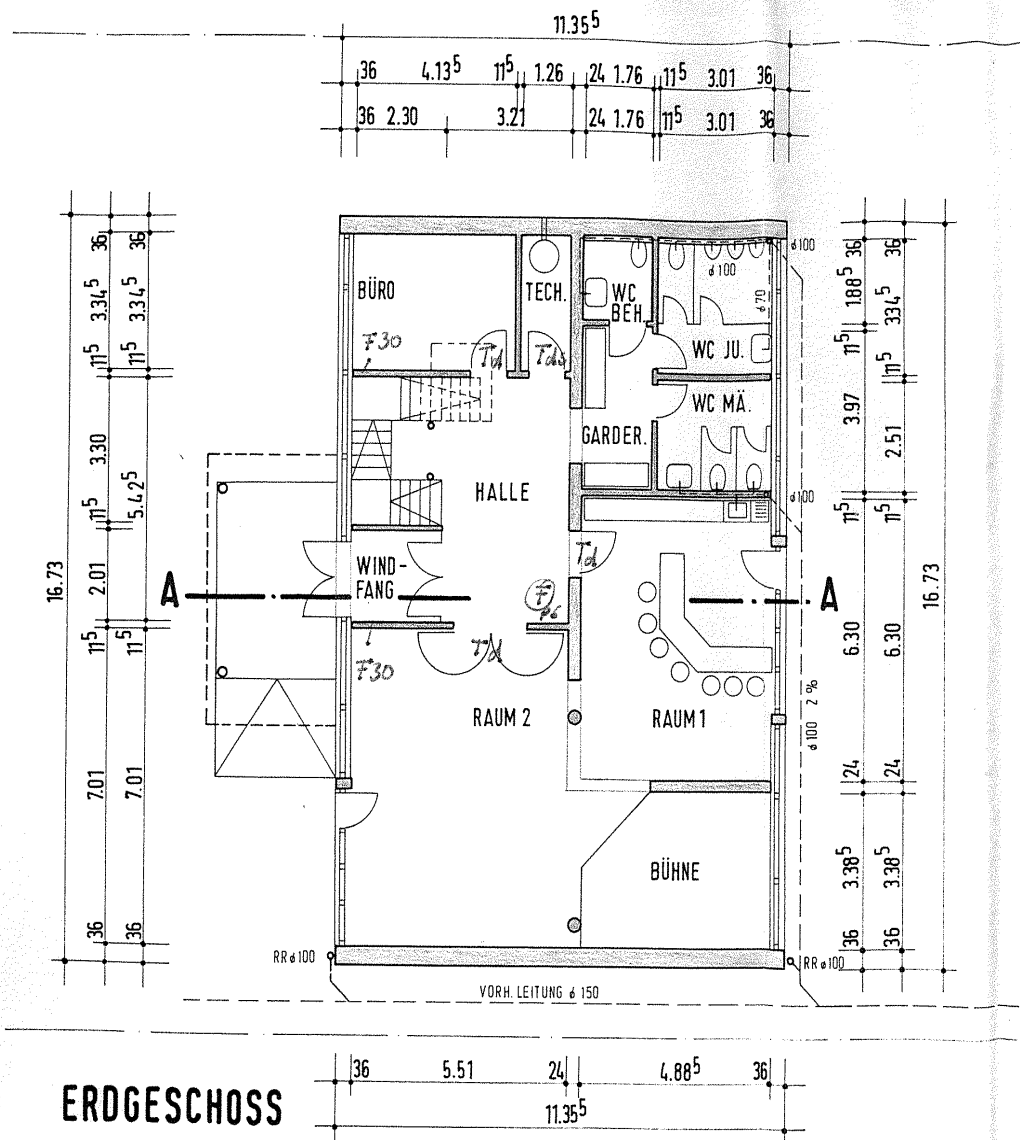 11.35⁵
36 4.13⁵ 11⁵ 1.26 24 1.76 11⁵ 3.01 36
36 2.30 3.21 24 1.76 11⁵ 3.01 36
36 3.34⁵ 11⁵ 3.30 11⁵ 2.01 11⁵ 7.01 36
36 3.34⁵ 11⁵ 5.42⁵ 11⁵ 7.01 36
16.73
BÜRO
TECH.
WC
BEH.
ø100
ø100
ø70
F30
Td
Tds
WC JU.
WC MÄ.
GARDER.
HALLE
ø100
WIND-
FANG
Td
A
A
F
F30
Td
RAUM 2
RAUM 1
ø100 2 %
BÜHNE
36 1.88⁵ 11⁵ 3.97 11⁵ 6.30 24 3.38⁵ 36
36 3.34⁵ 11⁵ 2.51 11⁵ 6.30 24 3.38⁵ 36
16.73
RR ø100
RR ø100
VORH. LEITUNG ø 150
36 5.51 24 4.88⁵ 36
11.35⁵
ERDGESCHOSS